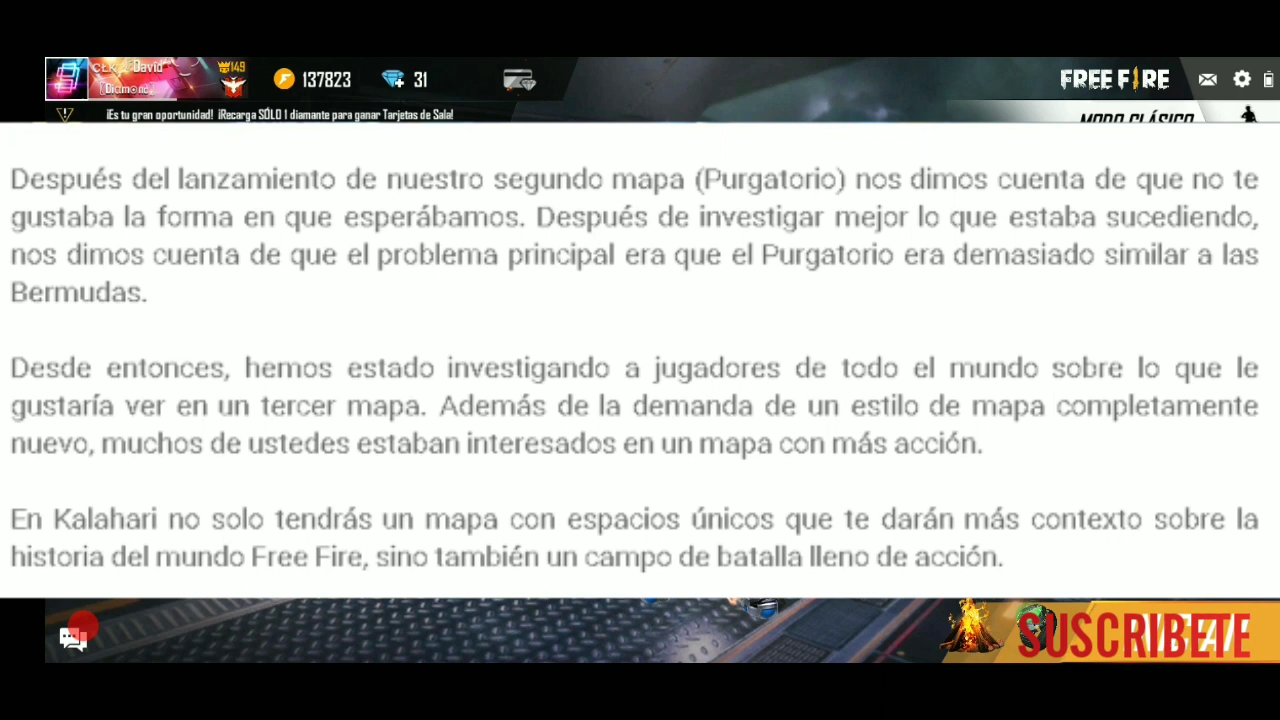 David
149
137823
31
FREE FIRE
(Diamond)
¡Es tu gran oportunidad! ¡Recarga SÓLO 1 diamante para ganar Tarjetas de Sala!
MODO CLÁSICO
Después del lanzamiento de nuestro segundo mapa (Purgatorio) nos dimos cuenta de que no te
gustaba la forma en que esperábamos. Después de investigar mejor lo que estaba sucediendo,
nos dimos cuenta de que el problema principal era que el Purgatorio era demasiado similar a las
Bermudas.
Desde entonces, hemos estado investigando a jugadores de todo el mundo sobre lo que le
gustaría ver en un tercer mapa. Además de la demanda de un estilo de mapa completamente
nuevo, muchos de ustedes estaban interesados en un mapa con más acción.
En Kalahari no solo tendrás un mapa con espacios únicos que te darán más contexto sobre la
historia del mundo Free Fire, sino también un campo de batalla lleno de acción.
SUSCRIBETE